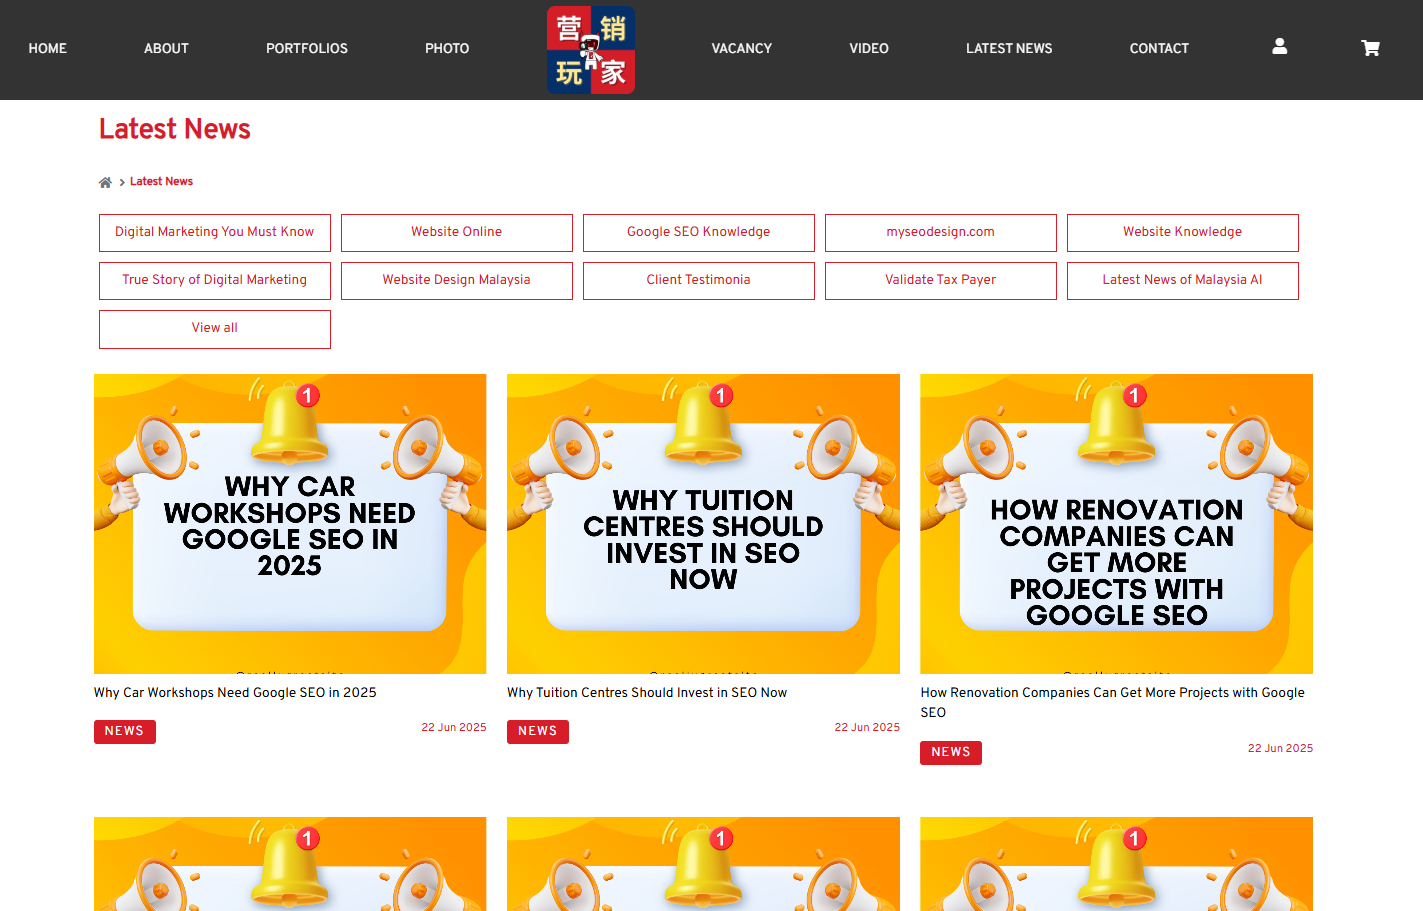 HOME ABOUT PORTFOLIOS PHOTO 营销 VACANCY VIDEO LATEST NEWS CONTACT
玩家
Latest News
Latest News
Digital Marketing You Must Know Website Online Google SEO Knowledge myseodesign.com Website Knowledge
True Story of Digital Marketing Website Design Malaysia Client Testimonia Validate Tax Payer Latest News of Malaysia AI
View all
1
WHY CAR
WORKSHOPS NEED
GOOGLE SEO IN
2025
Why Car Workshops Need Google SEO in 2025
NEWS 22 Jun 2025
1
WHY TUITION
CENTRES SHOULD
INVEST IN SEO
NOW
Why Tuition Centres Should Invest in SEO Now
NEWS 22 Jun 2025
1
HOW RENOVATION
COMPANIES CAN
GET MORE
PROJECTS WITH
GOOGLE SEO
How Renovation Companies Can Get More Projects with Google
SEO
NEWS 22 Jun 2025
1
1
1